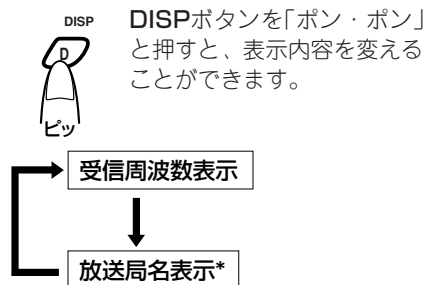 DISP
DISPボタンを「ポン・ポン」
と押すと、表示内容を変える
ことができます。
D
ピッ
受信周波数表示
放送局名表示*